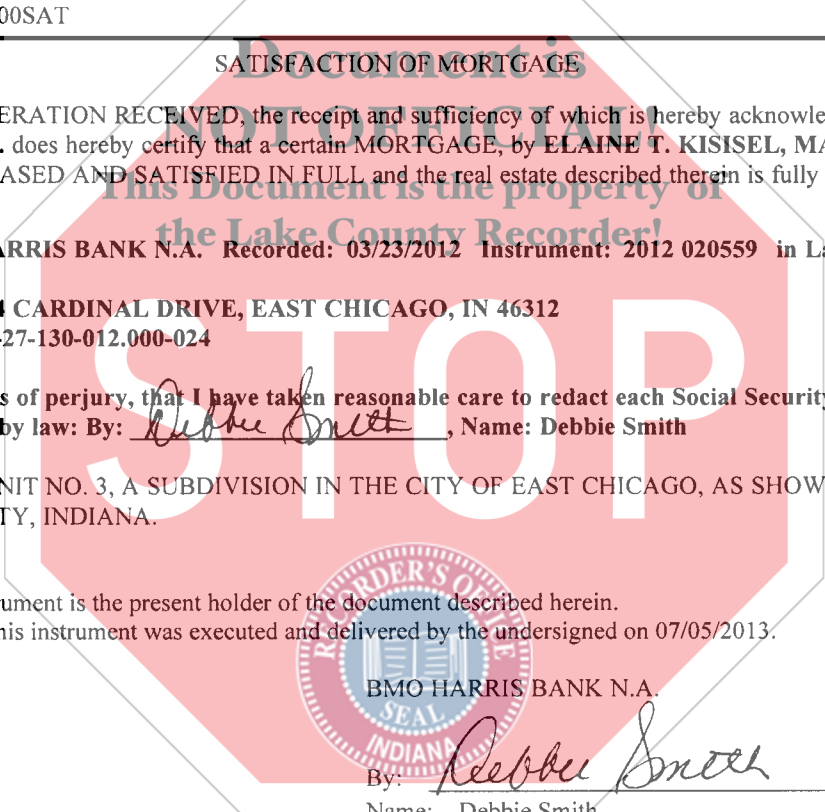 00SAT
SATISFACTION OF MORTGAGE
Document is
ERATION RECEIVED, the receipt and sufficiency of which is hereby acknowle
NOT OFFICIAL!
. does hereby certify that a certain MORTGAGE, by ELAINE T. KISISEL, MA
ASED AND SATISFIED IN FULL and the real estate described therein is fully
This Document is the property of
the Lake County Recorder!
ARRIS BANK N.A. Recorded: 03/23/2012 Instrument: 2012 020559 in La
CARDINAL DRIVE, EAST CHICAGO, IN 46312
-27-130-012.000-024
STOP
s of perjury, that I have taken reasonable care to redact each Social Security
by law: By: Debbie Smith, Name: Debbie Smith
NIT NO. 3, A SUBDIVISION IN THE CITY OF EAST CHICAGO, AS SHOW
TY, INDIANA.
RECORDER'S OFFICE
ument is the present holder of the document described herein.
his instrument was executed and delivered by the undersigned on 07/05/2013.
BMO HARRIS BANK N.A.
SEAL
INDIANA
By: Debbie Smith
Name: Debbie Smith